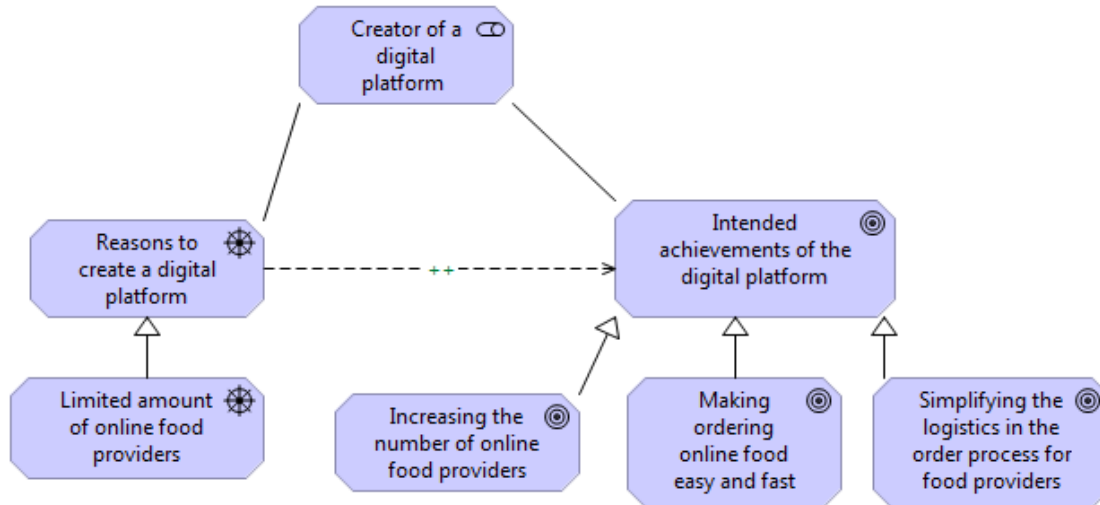 Creator of a
digital
platform
Reasons to
create a digital
platform
++
Intended
achievements of the
digital platform
Limited amount
of online food
providers
Increasing the
number of online
food providers
Making
ordering
online food
easy and fast
Simplifying the
logistics in the
order process for
food providers